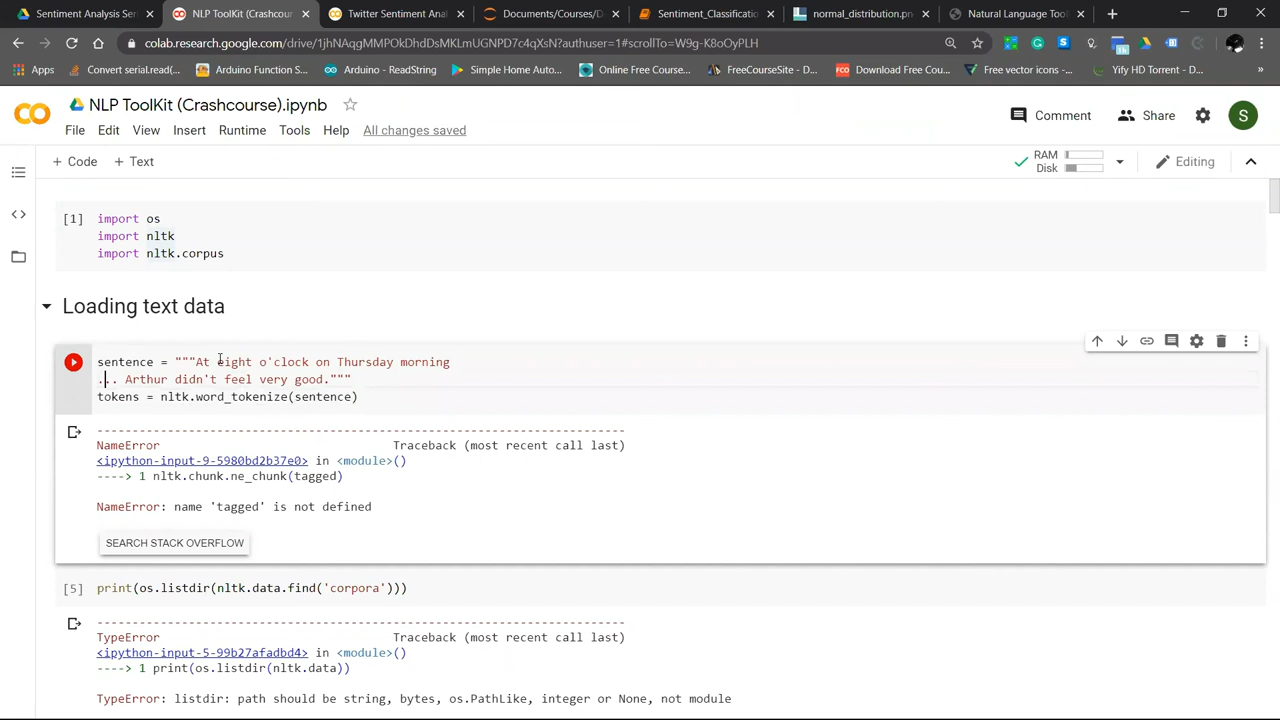 Documents Analysis Ser
NLP ToolKit (Crashcourse).ipynb
Twitter Sentiment Anal
Documents/Courses/D
Sentiment_Classificatio
normal_distribution.pn
Natural Language Tool
colab.research.google.com/drive/1jhNAqgMMPOkDhdDsMKLmUGNPD7c4qXsN?authuser=1#scrollTo=W9g-K8oOyPLH
Apps
Convert serial.read(...
Arduino Function S...
Arduino - ReadString
Simple Home Auto...
Online Free Course...
FreeCourseSite - D...
Download Free Cou...
Free vector icons -...
Yify HD Torrent - D...
NLP ToolKit (Crashcourse).ipynb
Comment
Share
S
File Edit View Insert Runtime Tools Help All changes saved
+ Code + Text
RAM
Disk
Editing
[1] import os
import nltk
import nltk.corpus
Loading text data
sentence = """At eight o'clock on Thursday morning
... Arthur didn't feel very good."""
tokens = nltk.word_tokenize(sentence)
---------------------------------------------------------------------------
NameError Traceback (most recent call last)
<ipython-input-9-5980bd2b37e0> in <module>()
----> 1 nltk.chunk.ne_chunk(tagged)
NameError: name 'tagged' is not defined
SEARCH STACK OVERFLOW
[5] print(os.listdir(nltk.data.find('corpora')))
---------------------------------------------------------------------------
TypeError Traceback (most recent call last)
<ipython-input-5-99b27afadbd4> in <module>()
----> 1 print(os.listdir(nltk.data))
TypeError: listdir: path should be string, bytes, os.PathLike, integer or None, not module